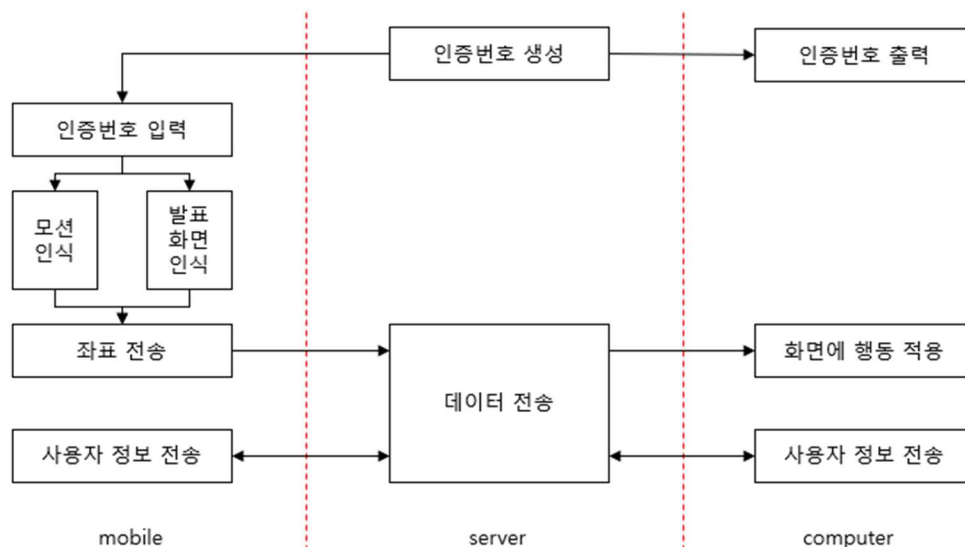 인증번호 생성
인증번호 출력
인증번호 입력
모션
인식
발표
화면
인식
좌표 전송
데이터 전송
화면에 행동 적용
사용자 정보 전송
사용자 정보 전송
mobile
server
computer